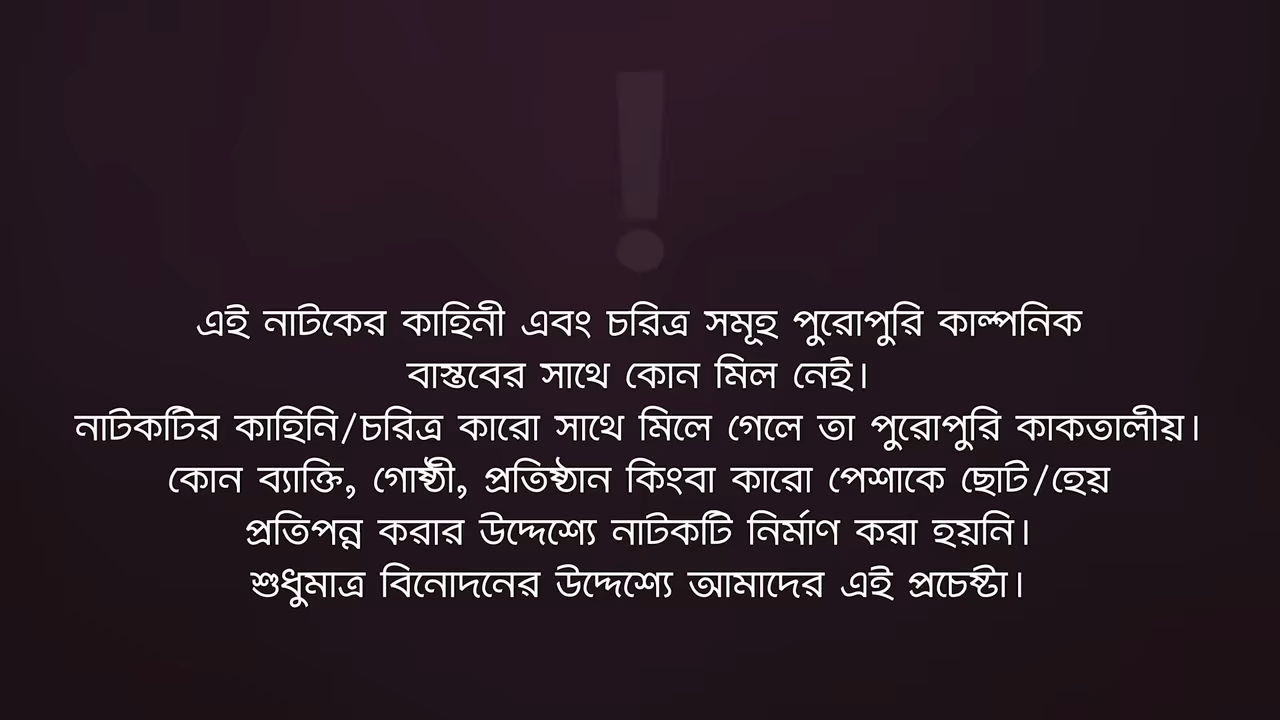 এই নাটকের কাহিনী এবং চরিত্র সমূহ পুরোপুরি কাল্পনিক
বাস্তবের সাথে কোন মিল নেই।
নাটকটির কাহিনি/চরিত্র কারো সাথে মিলে গেলে তা পুরোপুরি কাকতালীয়।
কোন ব্যাক্তি, গোষ্ঠী, প্রতিষ্ঠান কিংবা কারো পেশাকে ছোট/হেয়
প্রতিপন্ন করার উদ্দেশ্যে নাটকটি নির্মাণ করা হয়নি।
শুধুমাত্র বিনোদনের উদ্দেশ্যে আমাদের এই প্রচেষ্টা।